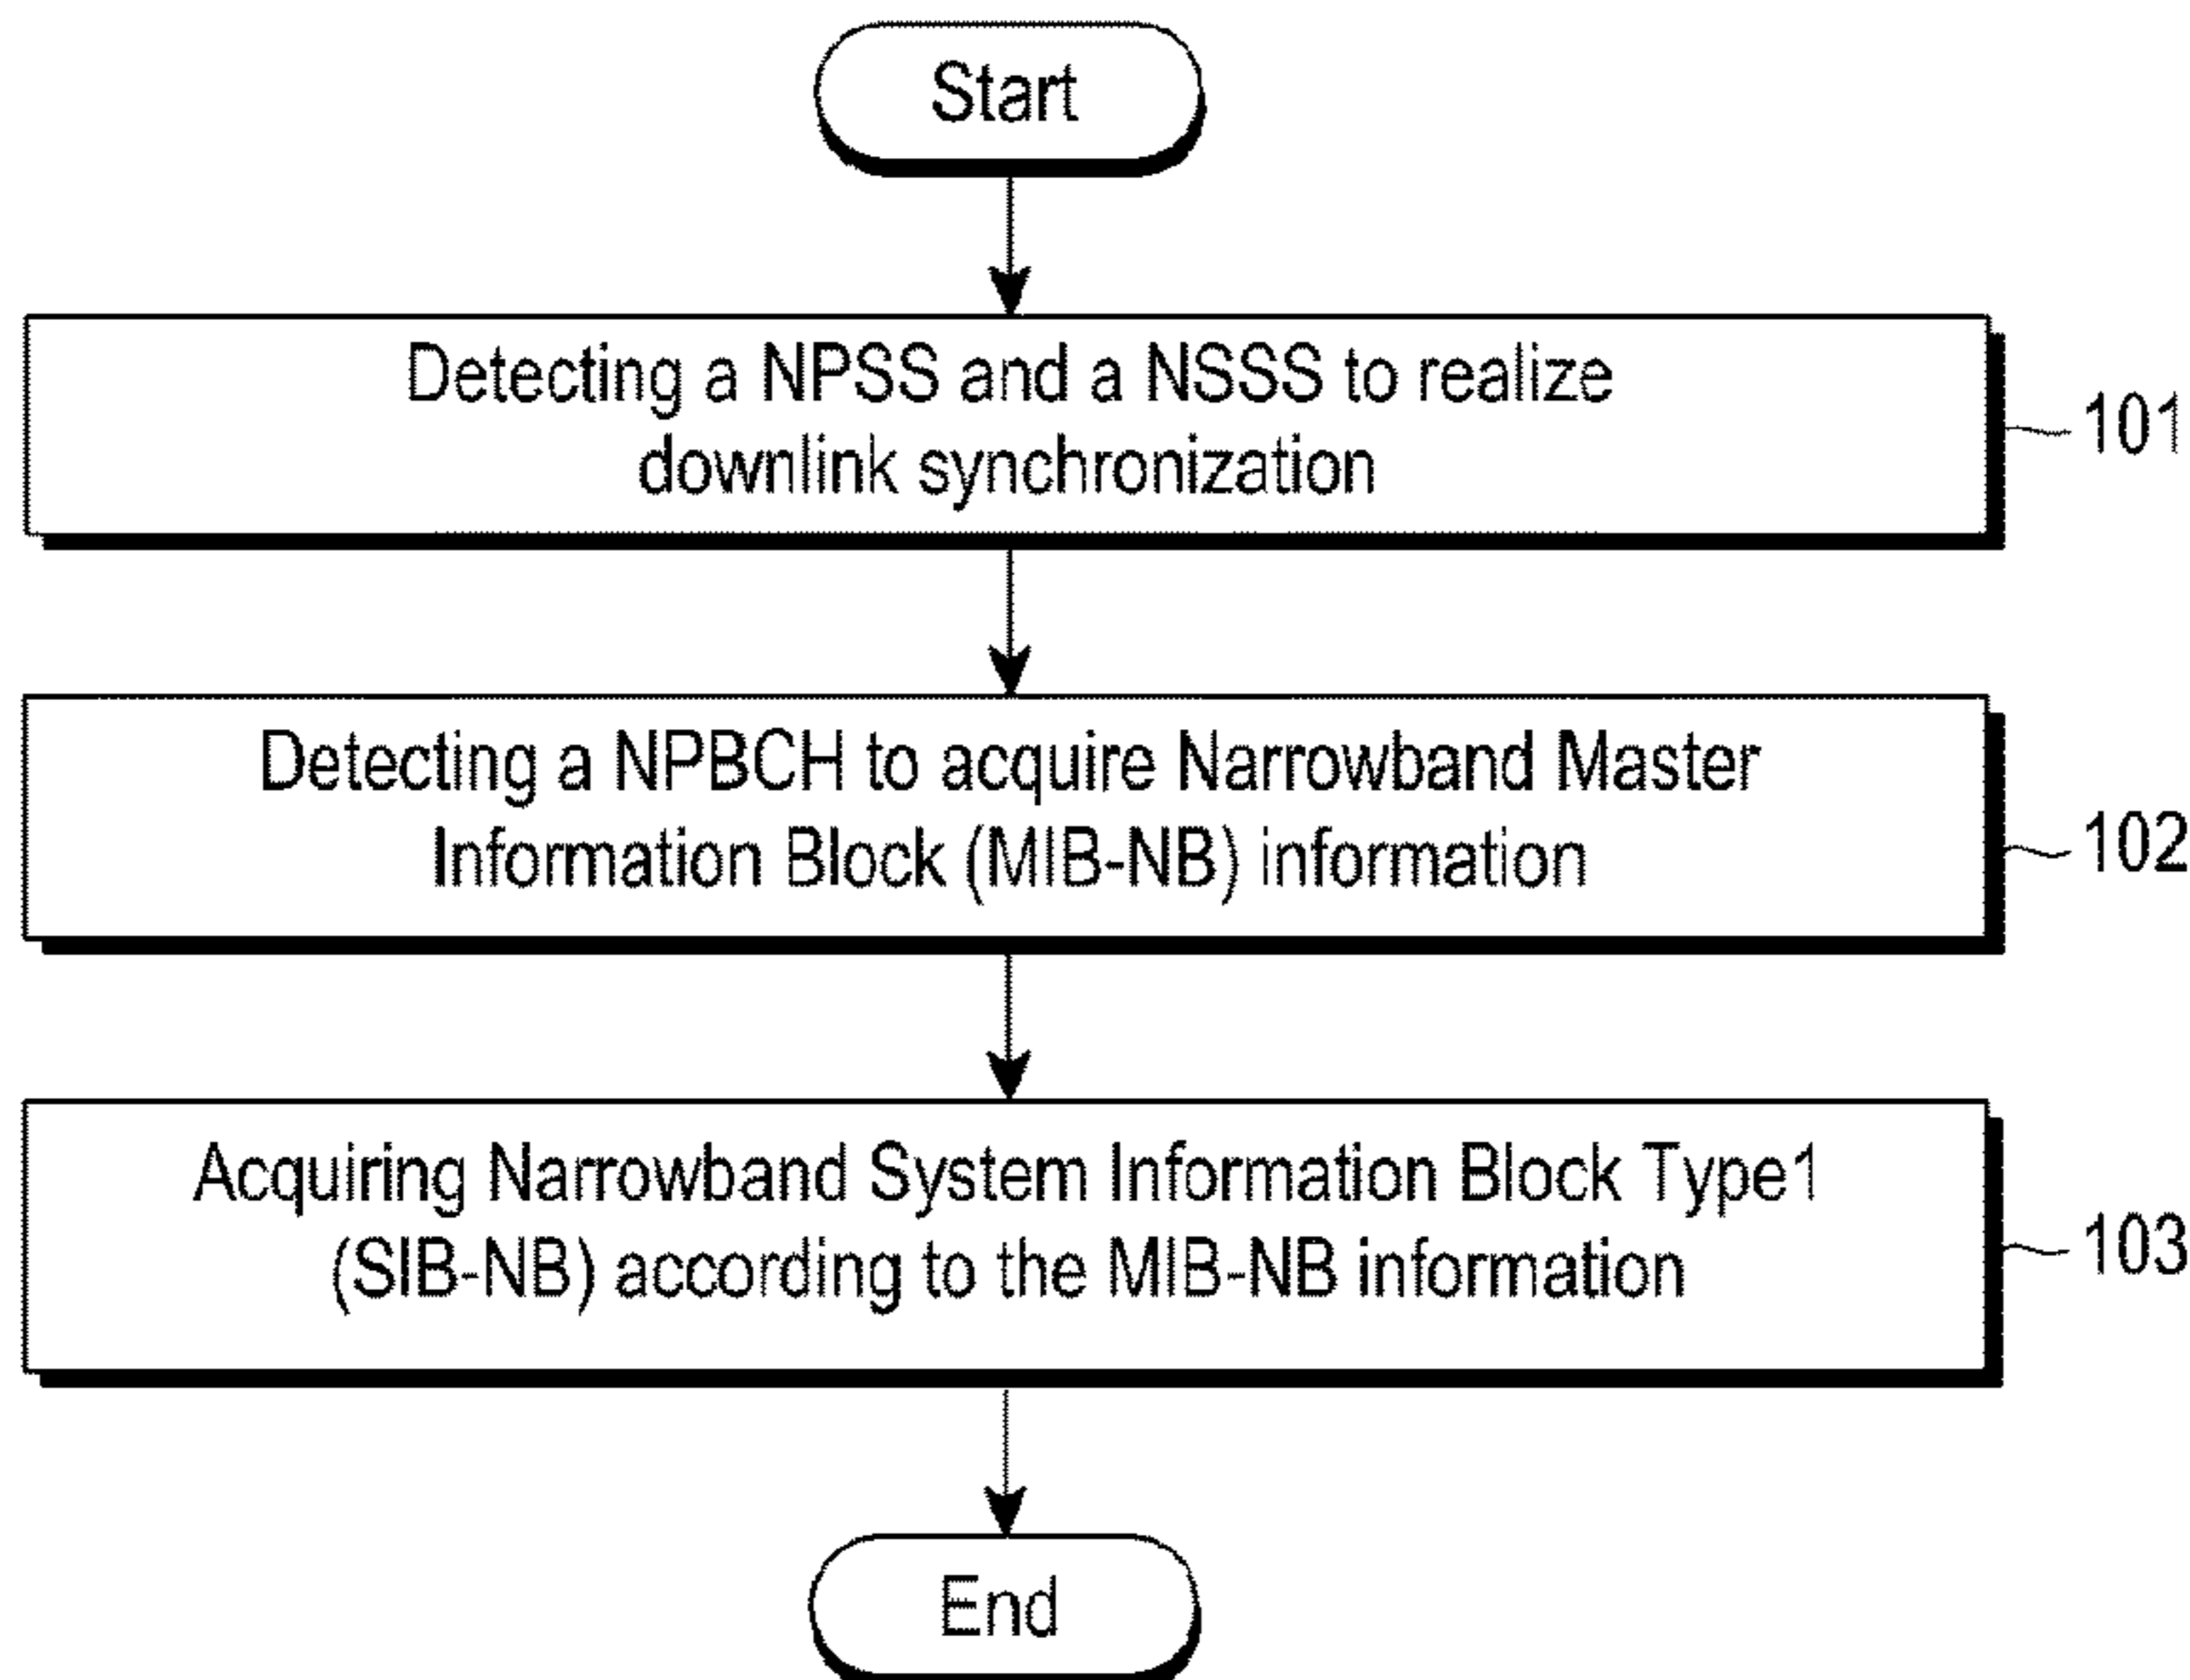 Start
Detecting a NPSS and a NSSS to realize
downlink synchronization
101
Detecting a NPBCH to acquire Narrowband Master
Information Block (MIB-NB) information
102
Acquiring Narrowband System Information Block Type1
(SIB-NB) according to the MIB-NB information
103
End